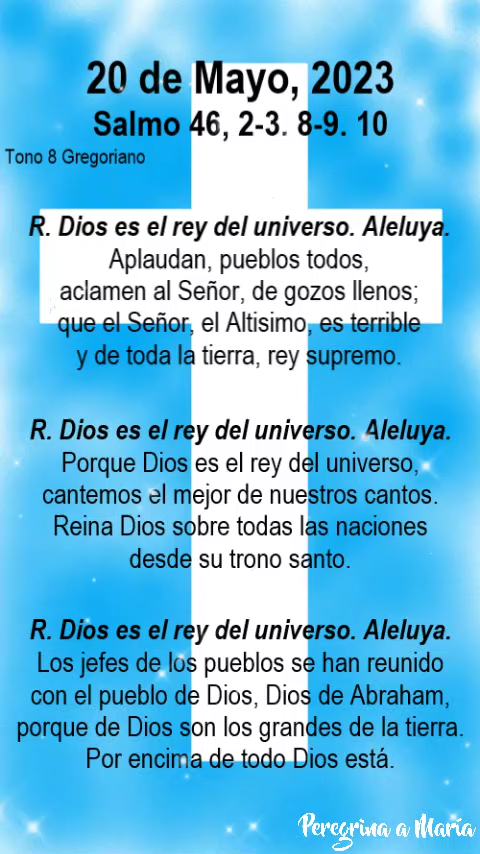 20 de Mayo, 2023
Salmo 46, 2-3. 8-9. 10
Tono 8 Gregoriano
R. Dios es el rey del universo. Aleluya.
Aplaudan, pueblos todos,
aclamen al Señor, de gozos llenos;
que el Señor, el Altisimo, es terrible
y de toda la tierra, rey supremo.
R. Dios es el rey del universo. Aleluya.
Porque Dios es el rey del universo,
cantemos el mejor de nuestros cantos.
Reina Dios sobre todas las naciones
desde su trono santo.
R. Dios es el rey del universo. Aleluya.
Los jefes de los pueblos se han reunido
con el pueblo de Dios, Dios de Abraham,
porque de Dios son los grandes de la tierra.
Por encima de todo Dios está.
Peregrina a María